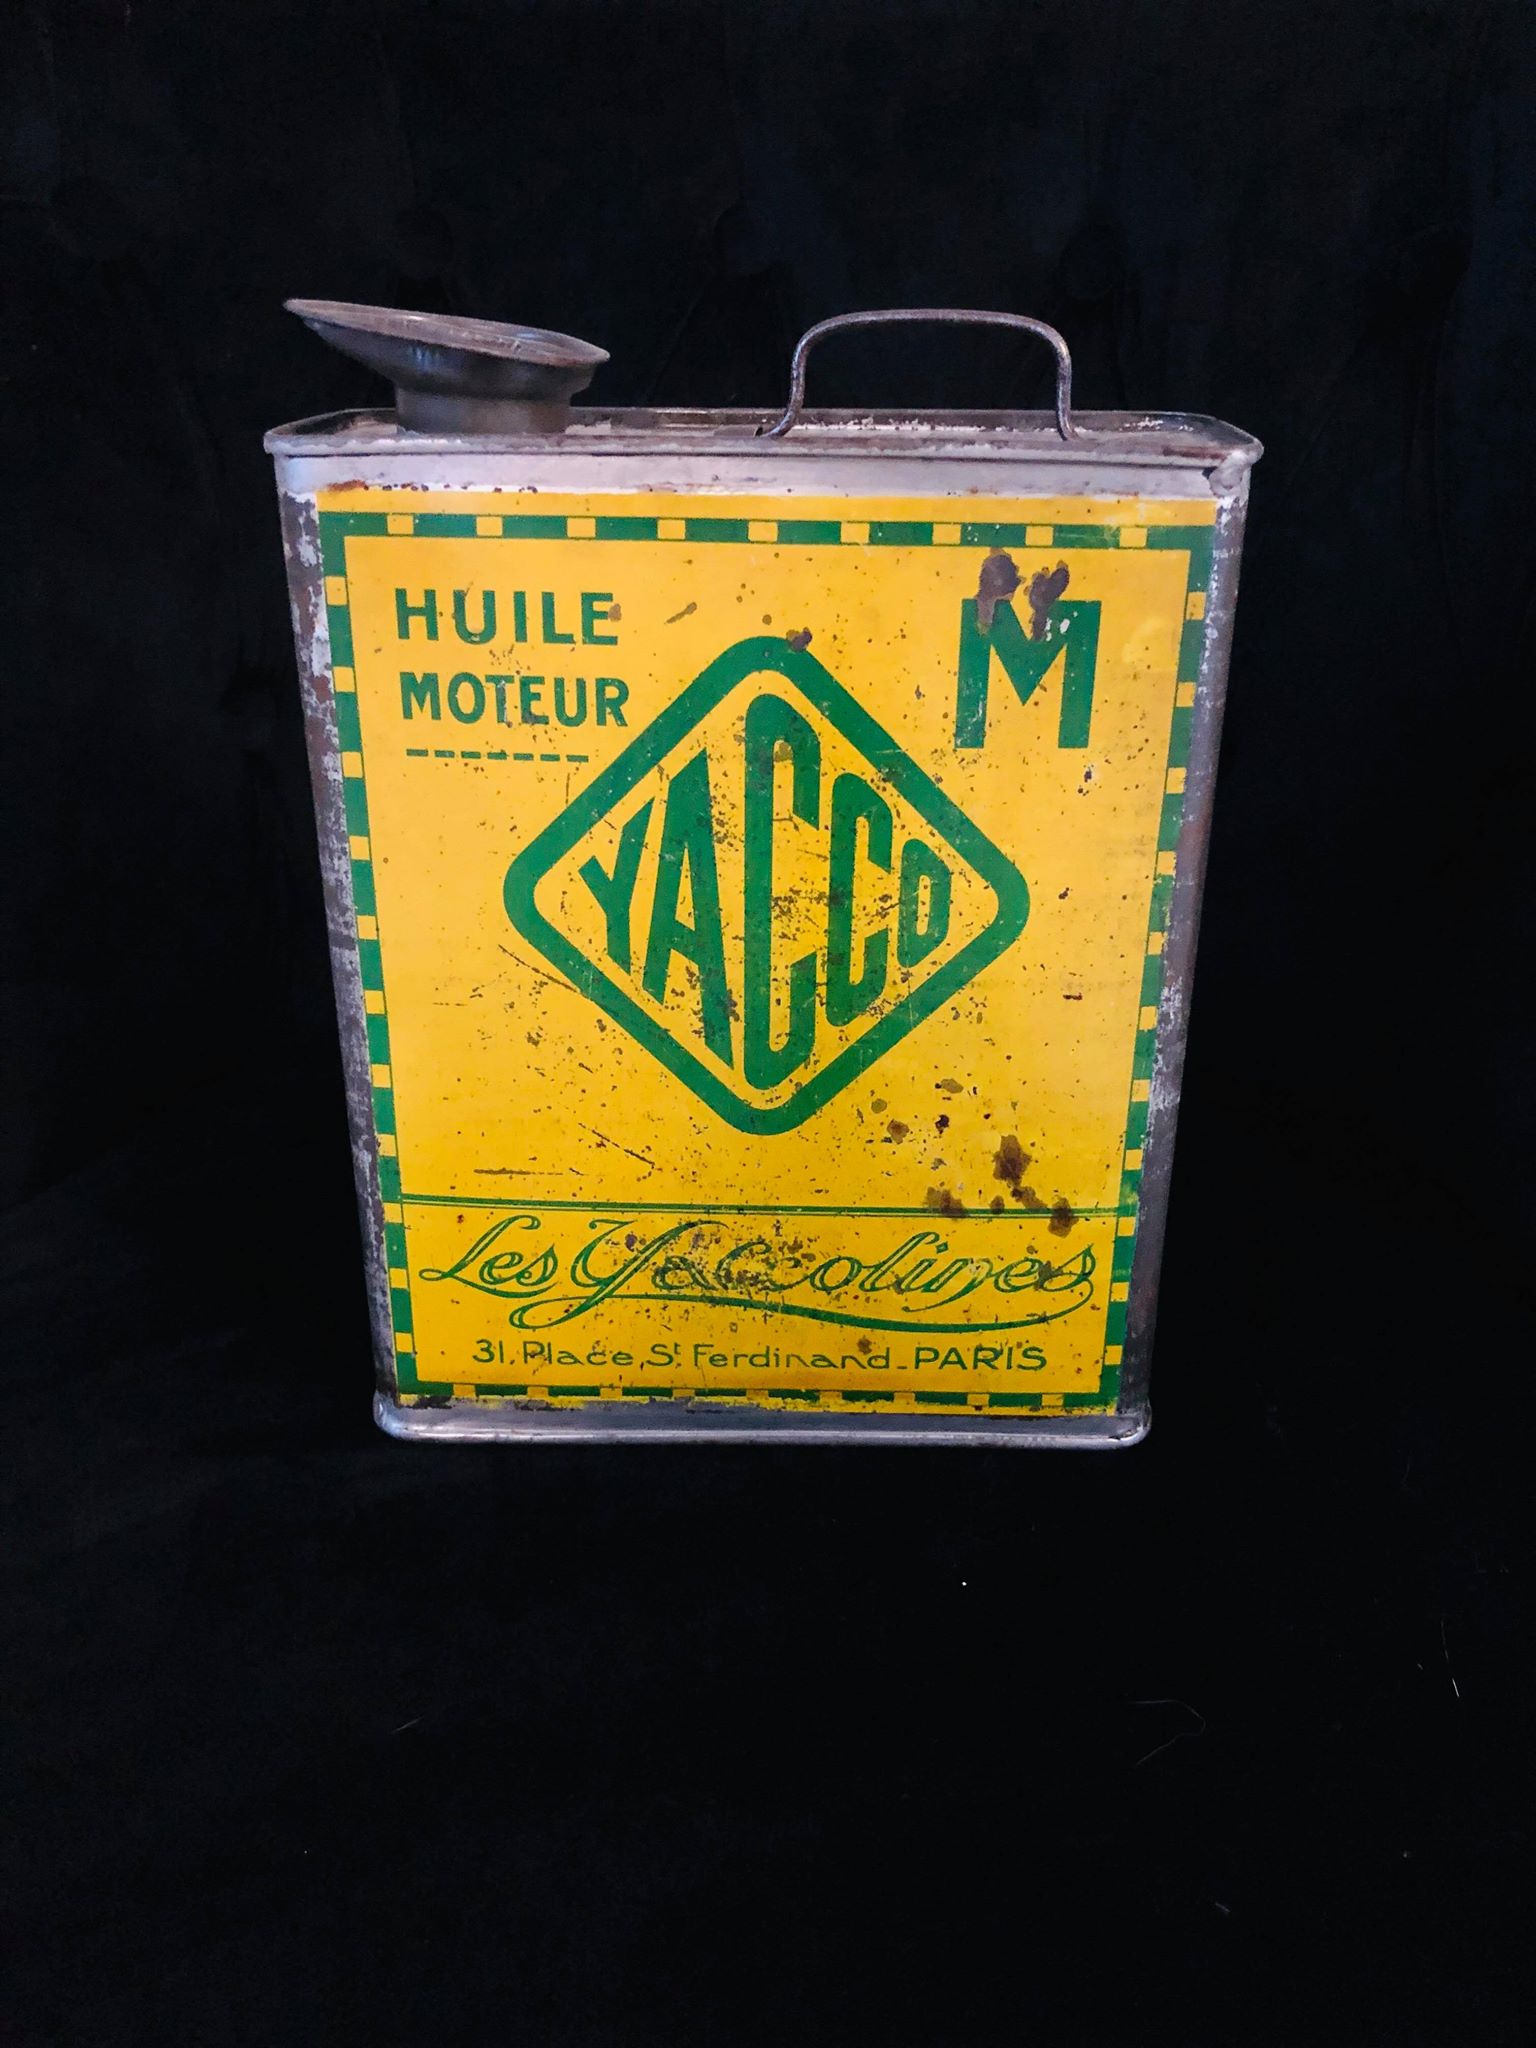 HUILE
MOTEUR
M
YACCO
Les Yaccolines
31, Place, St Ferdinand_PARIS